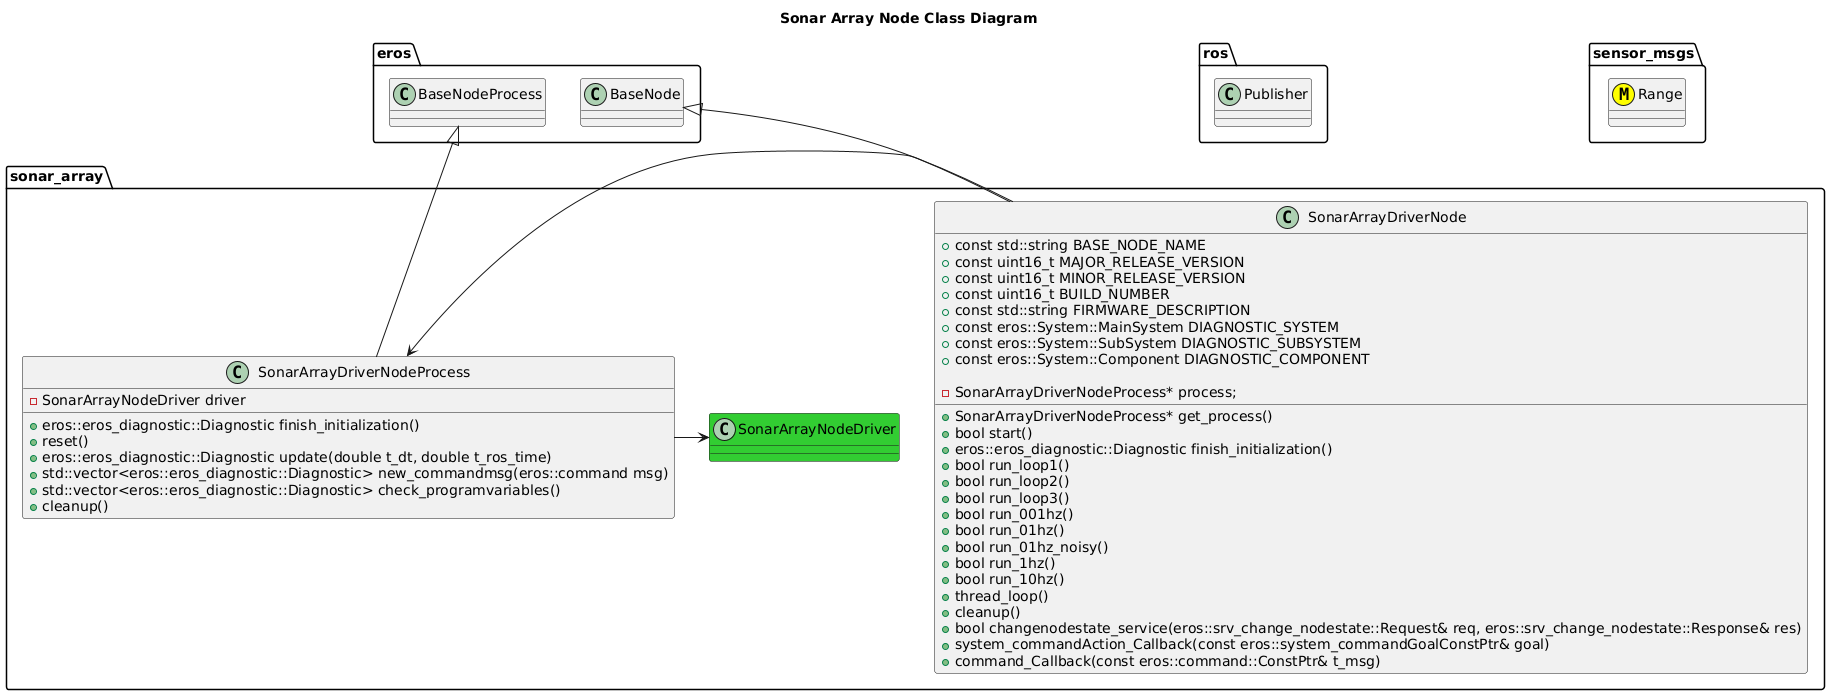 Sonar Array Node Class Diagram
eros
C BaseNodeProcess
C BaseNode
ros
C Publisher
sensor_msgs
M Range
sonar_array
C SonarArrayDriverNode
const std::string BASE_NODE_NAME
const uint16_t MAJOR_RELEASE_VERSION
const uint16_t MINOR_RELEASE_VERSION
const uint16_t BUILD_NUMBER
const std::string FIRMWARE_DESCRIPTION
const eros::System::MainSystem DIAGNOSTIC_SYSTEM
const eros::System::SubSystem DIAGNOSTIC_SUBSYSTEM
const eros::System::Component DIAGNOSTIC_COMPONENT
SonarArrayDriverNodeProcess* process;
SonarArrayDriverNodeProcess* get_process()
bool start()
eros::eros_diagnostic::Diagnostic finish_initialization()
bool run_loop1()
bool run_loop2()
bool run_loop3()
bool run_001hz()
bool run_01hz()
bool run_01hz_noisy()
bool run_1hz()
bool run_10hz()
thread_loop()
cleanup()
bool changenodestate_service(eros::srv_change_nodestate::Request& req, eros::srv_change_nodestate::Response& res)
system_commandAction_Callback(const eros::system_commandGoalConstPtr& goal)
command_Callback(const eros::command::ConstPtr& t_msg)
C SonarArrayDriverNodeProcess
SonarArrayNodeDriver driver
eros::eros_diagnostic::Diagnostic finish_initialization()
reset()
eros::eros_diagnostic::Diagnostic update(double t_dt, double t_ros_time)
std::vector<eros::eros_diagnostic::Diagnostic> new_commandmsg(eros::command msg)
std::vector<eros::eros_diagnostic::Diagnostic> check_programvariables()
cleanup()
C SonarArrayNodeDriver